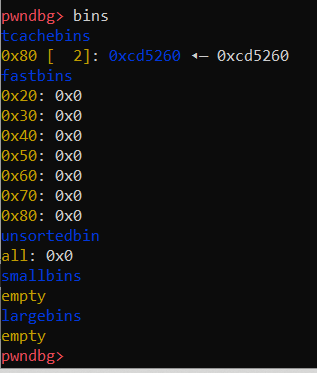 pwndbg> bins
tcachebins
0x80 [  2]: 0xcd5260 ◂— 0xcd5260
fastbins
0x20: 0x0
0x30: 0x0
0x40: 0x0
0x50: 0x0
0x60: 0x0
0x70: 0x0
0x80: 0x0
unsortedbin
all: 0x0
smallbins
empty
largebins
empty
pwndbg>